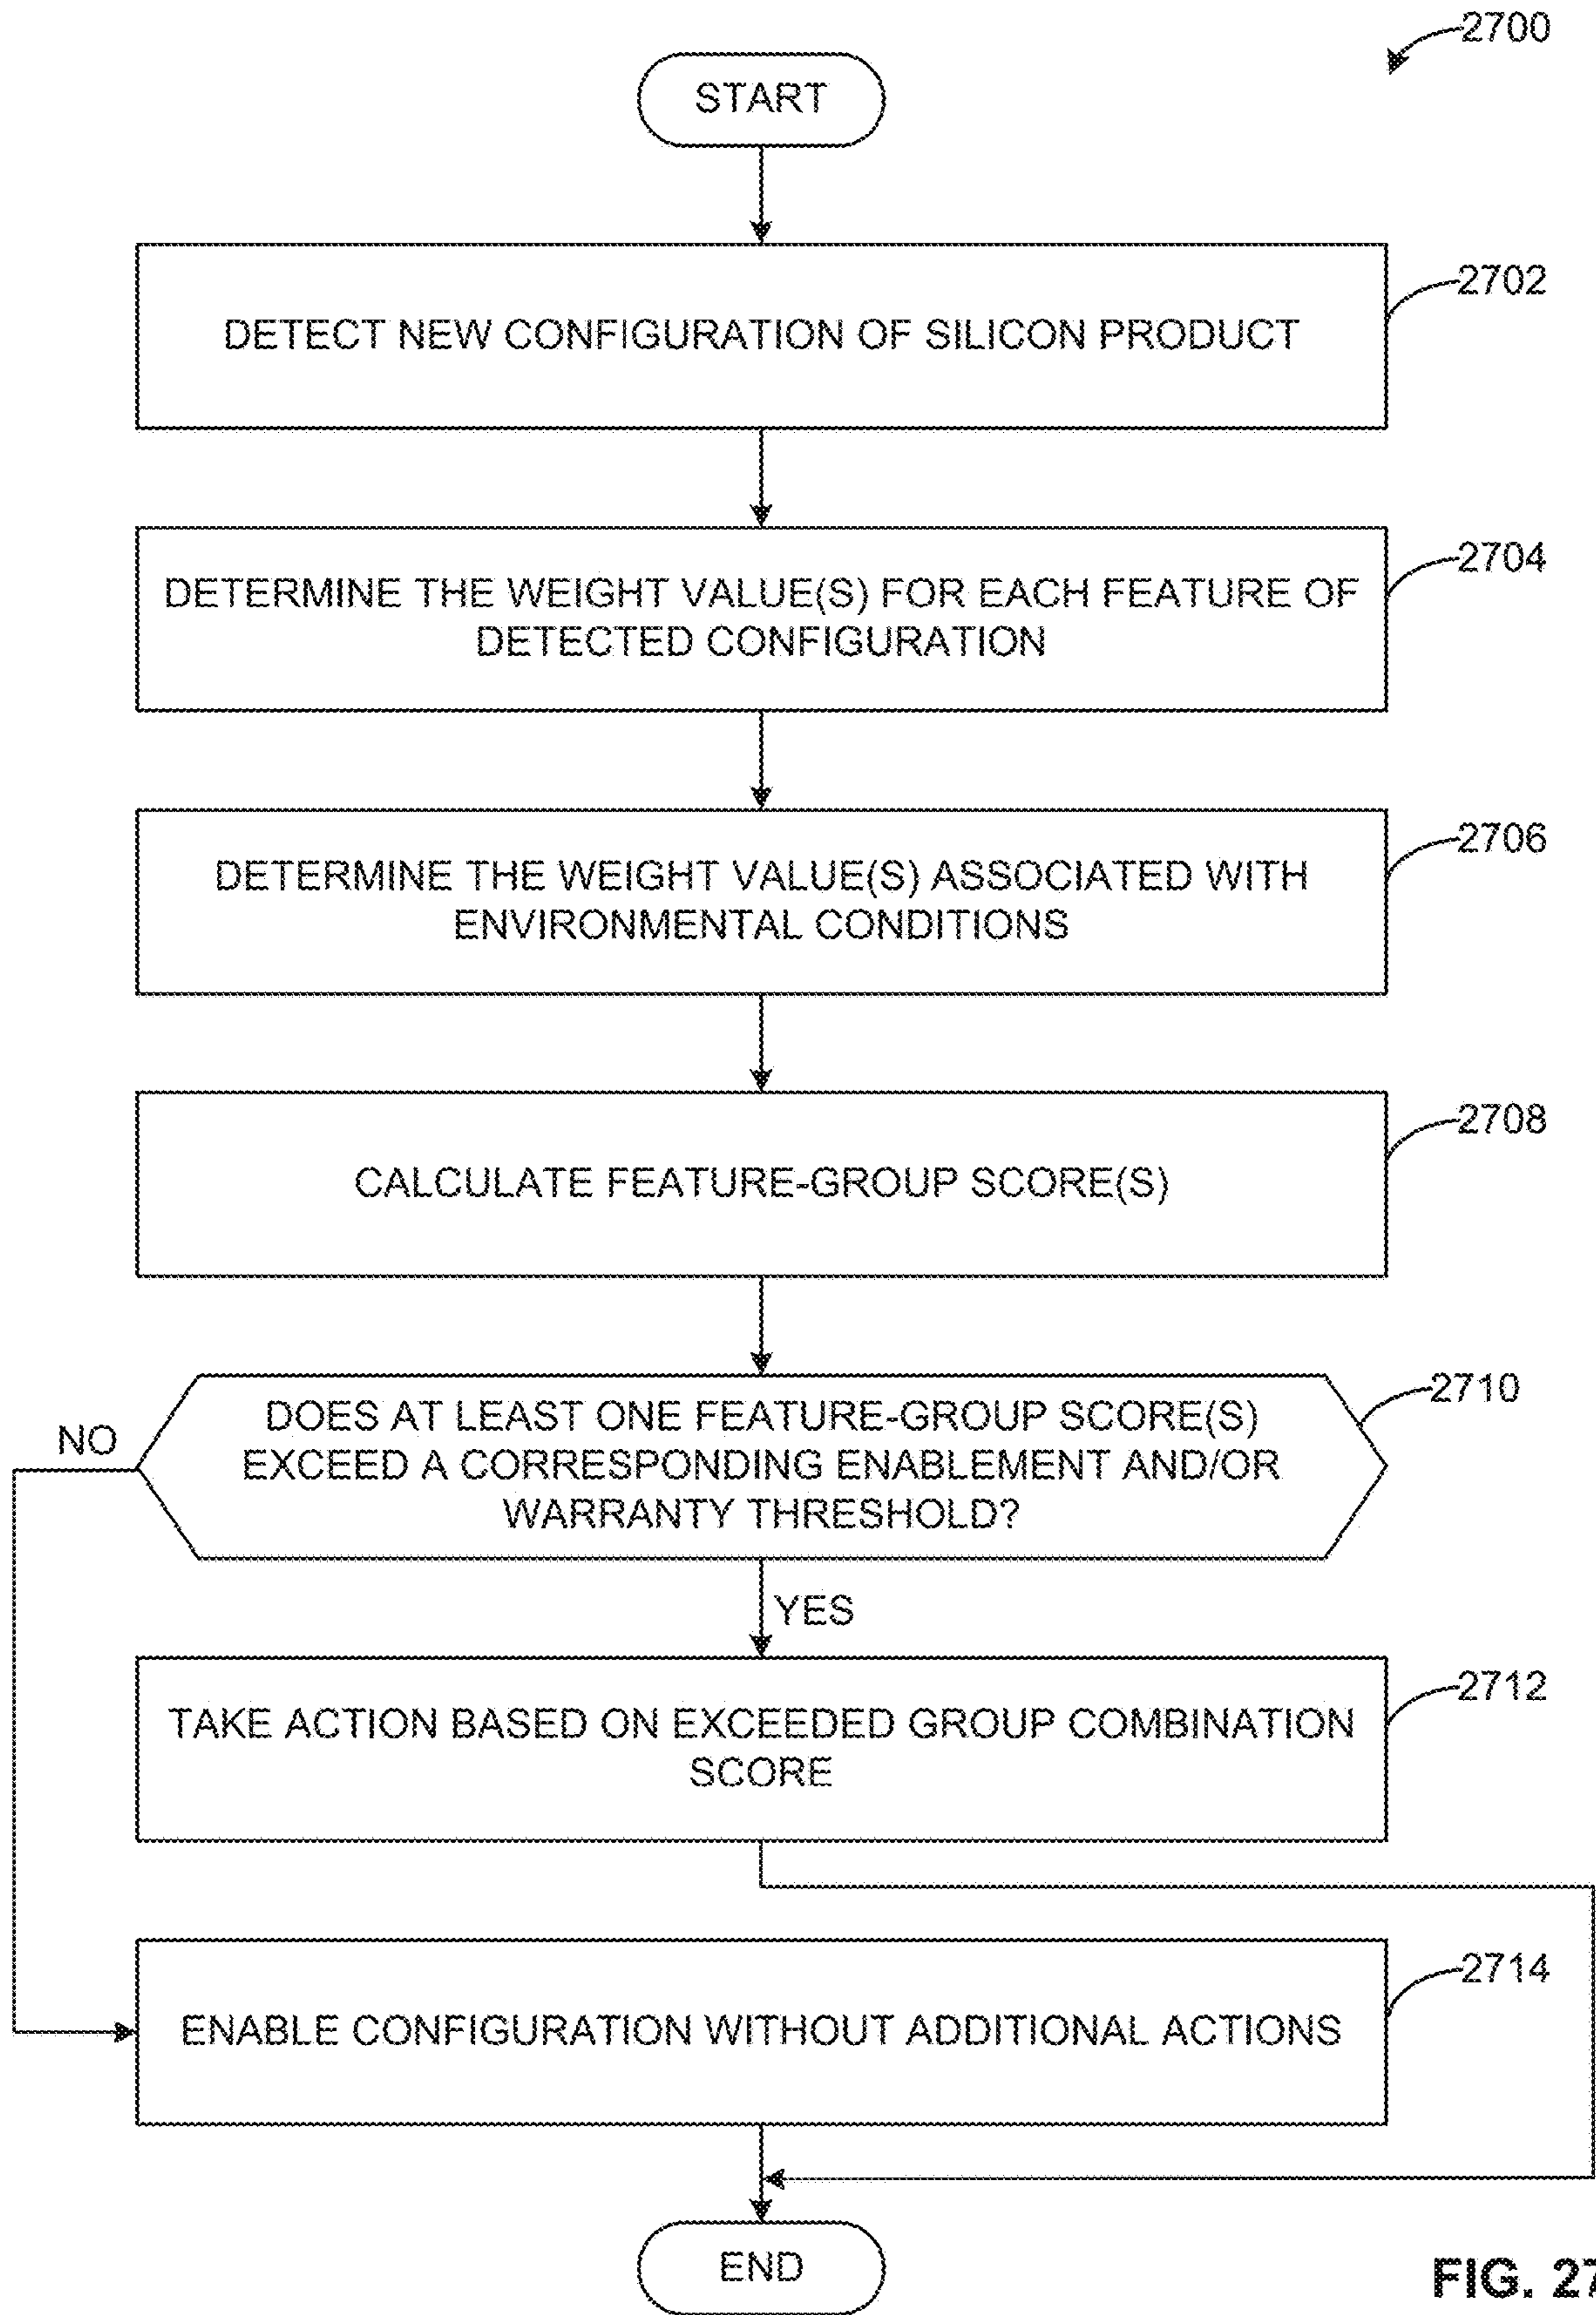 2700
START
2702
DETECT NEW CONFIGURATION OF SILICON PRODUCT
2704
DETERMINE THE WEIGHT VALUE(S) FOR EACH FEATURE OF
DETECTED CONFIGURATION
2706
DETERMINE THE WEIGHT VALUE(S) ASSOCIATED WITH
ENVIRONMENTAL CONDITIONS
2708
CALCULATE FEATURE-GROUP SCORE(S)
2710
DOES AT LEAST ONE FEATURE-GROUP SCORE(S)
EXCEED A CORRESPONDING ENABLEMENT AND/OR
WARRANTY THRESHOLD?
NO
YES
2712
TAKE ACTION BASED ON EXCEEDED GROUP COMBINATION
SCORE
2714
ENABLE CONFIGURATION WITHOUT ADDITIONAL ACTIONS
END
FIG. 27